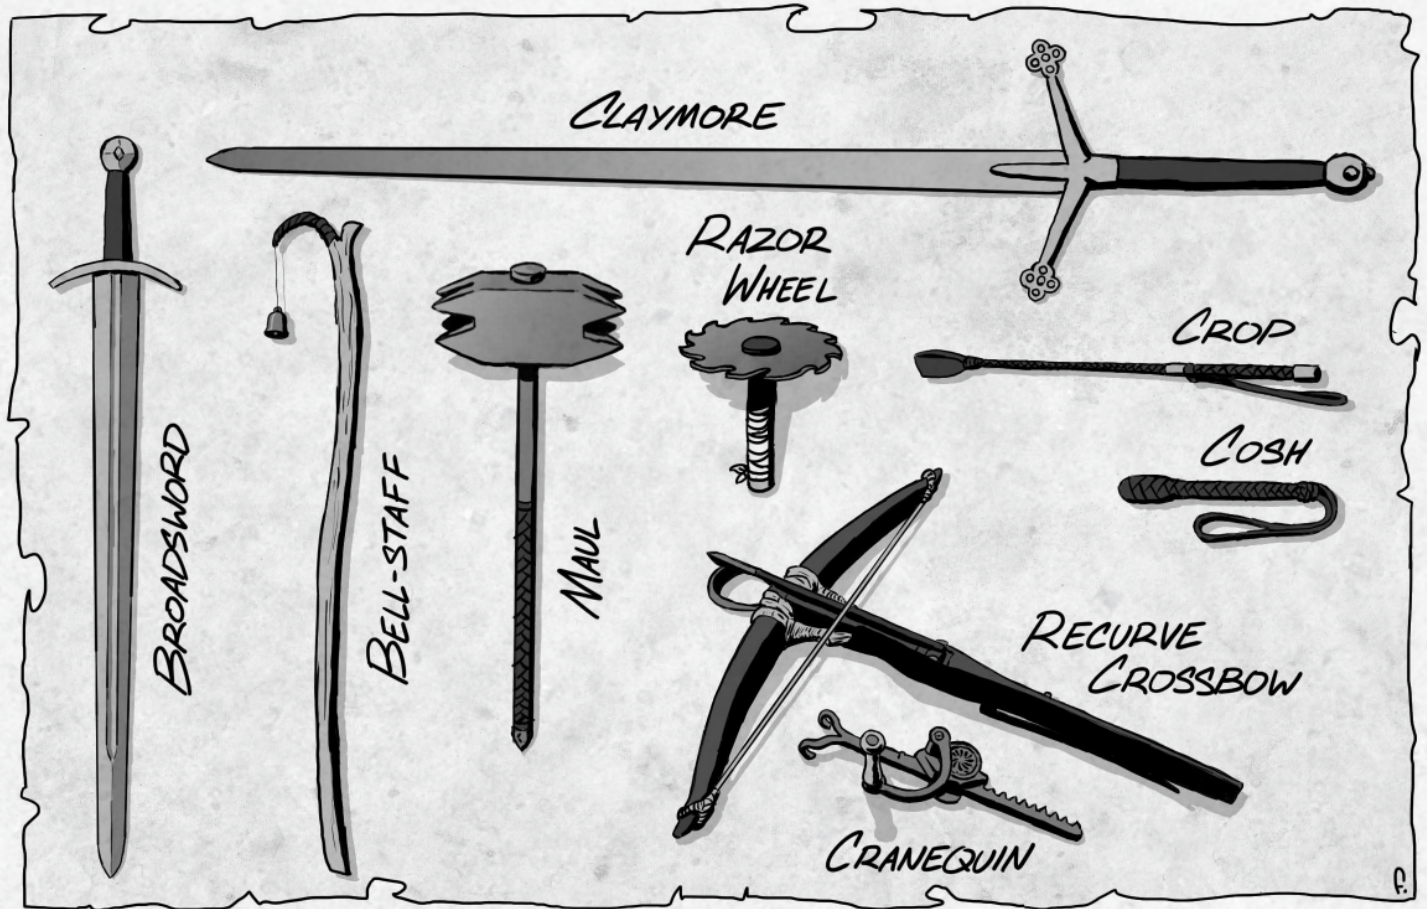 CLAYMORE
RAZOR
WHEEL
CROP
COSH
BROADSWORD
BELL-STAFF
MAUL
RECURVE
CROSSBOW
CRANEQUIN
F.